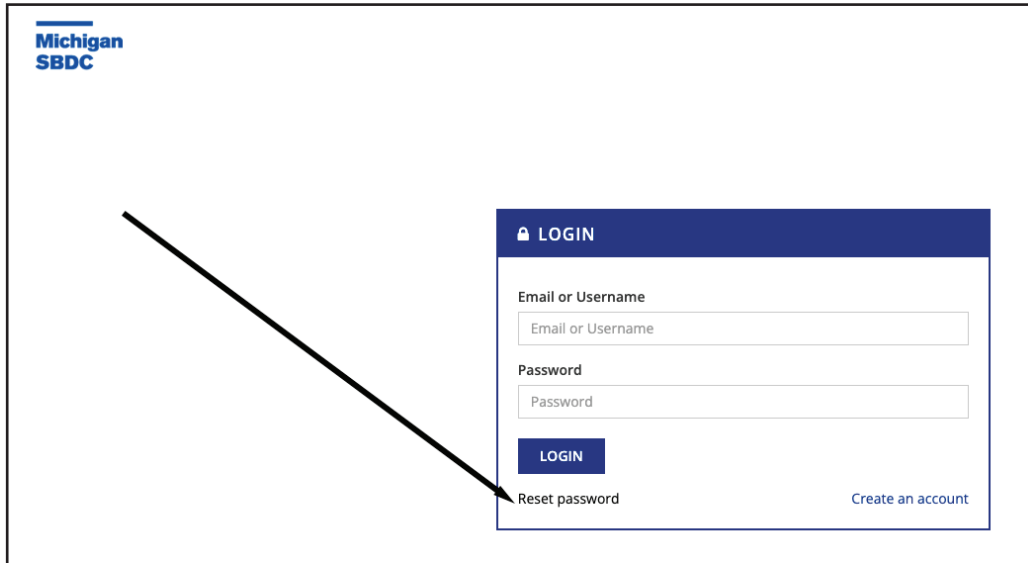 Michigan
SBDC
LOGIN
Email or Username
Email or Username
Password
Password
LOGIN
Reset password
Create an account